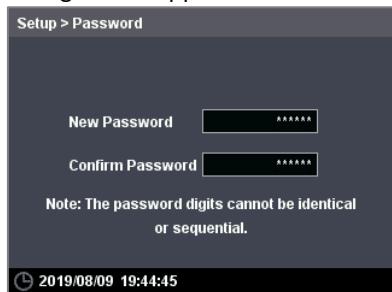 Setup > Password
New Password ******
Confirm Password ******
Note: The password digits cannot be identical
or sequential.
2019/08/09 19:44:45